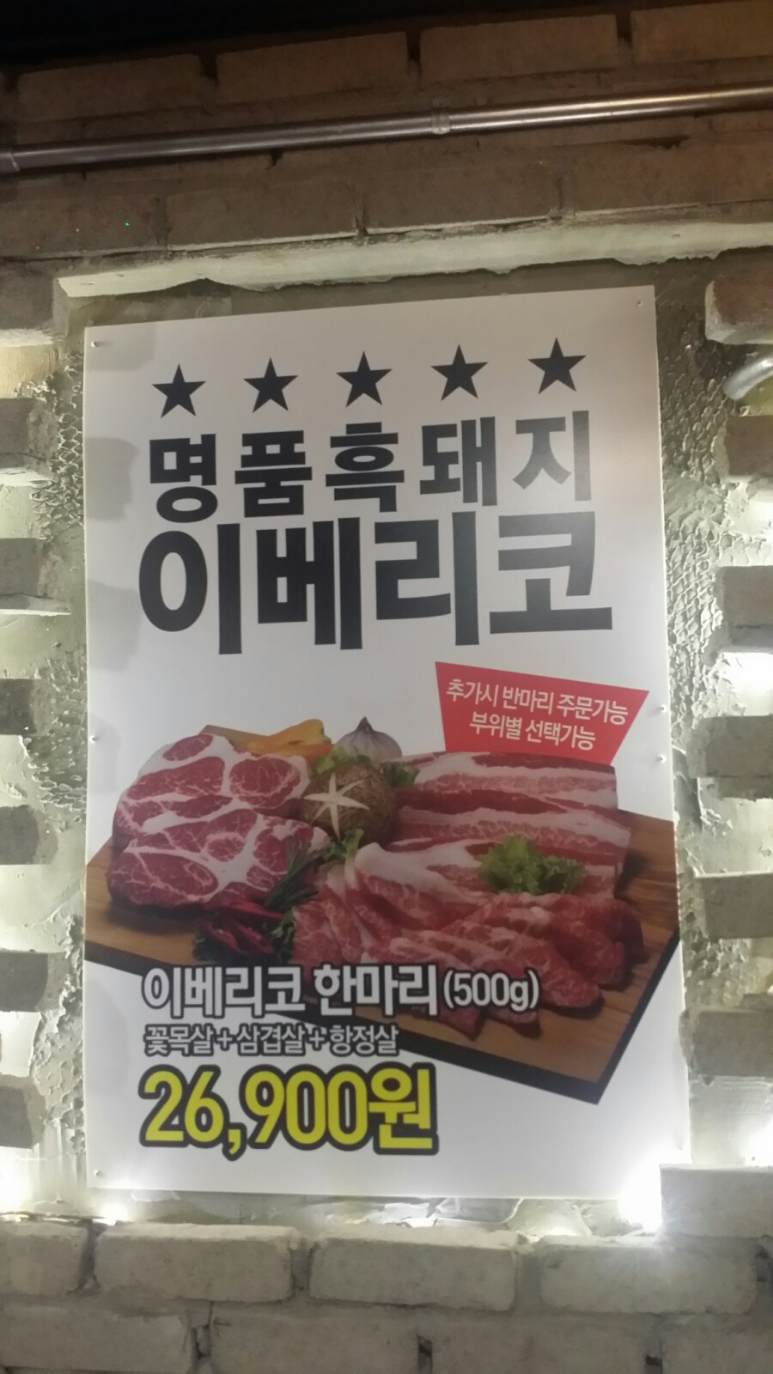 ★★★★★
명품흑돼지
이베리코
추가시 반마리 주문가능
부위별 선택가능
이베리코 한마리(500g)
꽃목살+삼겹살+항정살
26,900원